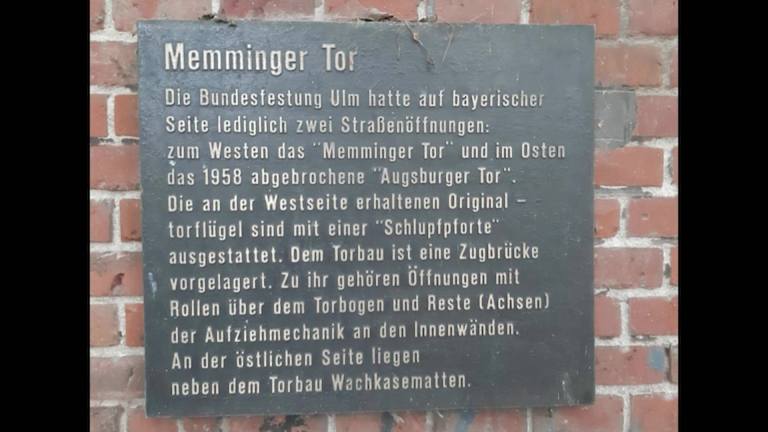 Memminger Tor
Die Bundesfestung Ulm hatte auf bayerischer
Seite lediglich zwei Straßenöffnungen:
zum Westen das "Memminger Tor" und im Osten
das 1958 abgebrochene "Augsburger Tor".
Die an der Westseite erhaltenen Original –
torflügel sind mit einer "Schlupfpforte"
ausgestattet. Dem Torbau ist eine Zugbrücke
vorgelagert. Zu ihr gehören Öffnungen mit
Rollen über dem Torbogen und Reste (Achsen)
der Aufziehmechanik an den Innenwänden.
An der östlichen Seite liegen
neben dem Torbau Wachkasematten.